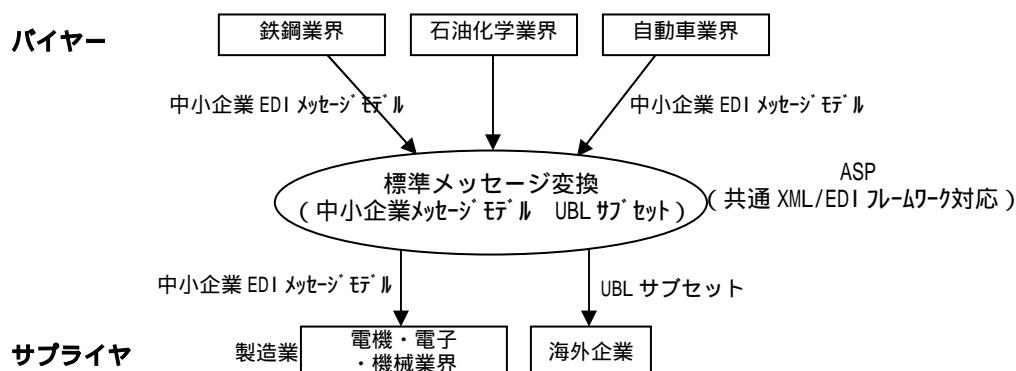 バイヤー
鉄鋼業界
石油化学業界
自動車業界
中小企業 EDI メッセージモデル
中小企業 EDI メッセージモデル
標準メッセージ変換
(中小企業メッセージモデル UBL サブセット)
ASP
(共通 XML/EDI フレームワーク対応)
中小企業 EDI メッセージモデル
UBL サブセット
サプライヤ
製造業
電機・電子
・機械業界
海外企業